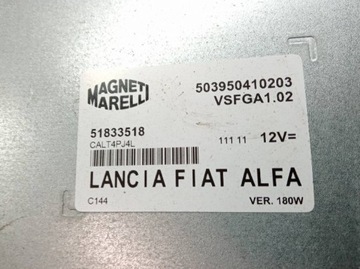 MAGNETI
MARELLI
503950410203
VSFGA1.02
51833518
CALT4PJ4L
111 11
12V=
LANCIA FIAT ALFA
C144
VER. 180W